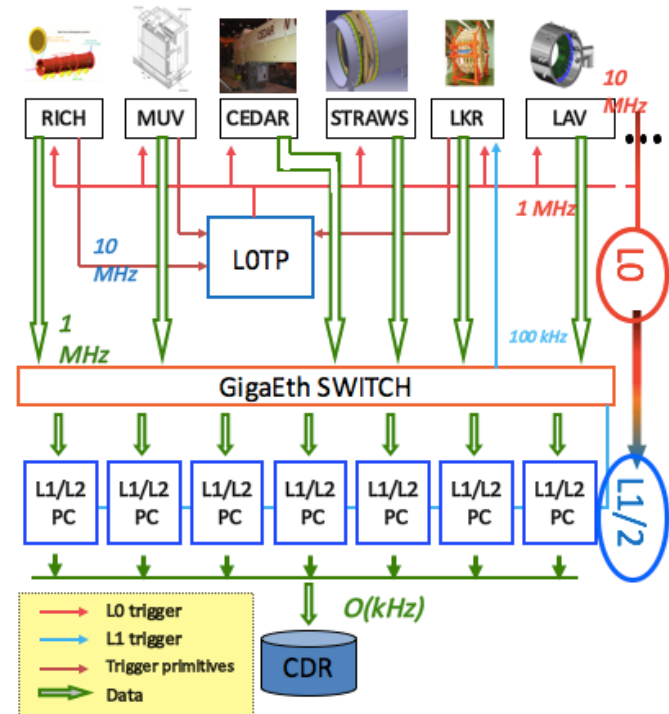 CEDAR N
10
MHz
RICH
MUV
CEDAR
STRAWS
LKR
LAV
...
1 MHz
10
MHz
L0TP
L0
1
MHz
100 kHz
GigaEth SWITCH
L1/L2
PC
L1/L2
PC
L1/L2
PC
L1/L2
PC
L1/L2
PC
L1/L2
PC
L1/L2
PC
L1/2
O(kHz)
L0 trigger
L1 trigger
Trigger primitives
Data
CDR